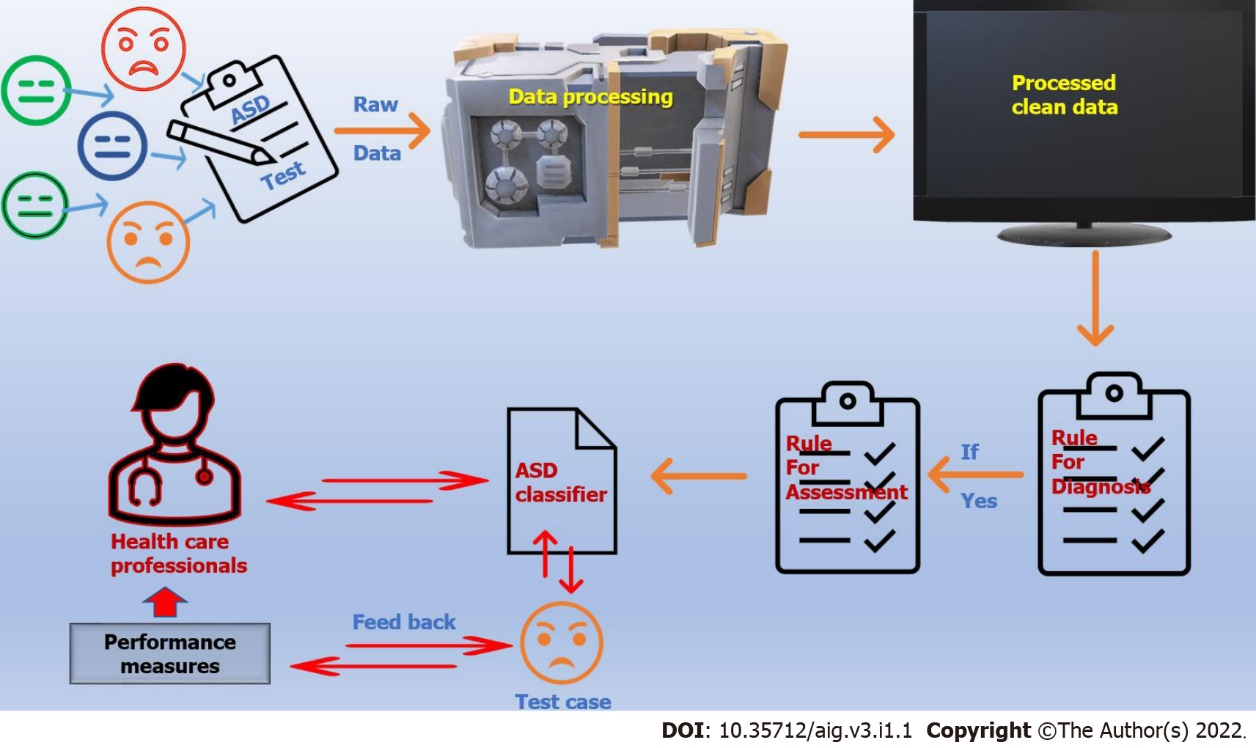 ASD
Test
Raw
Data
Data processing
Processed
clean data
Rule
For
Diagnosis
If
Yes
Rule
For
Assessment
ASD
classifier
Health care
professionals
Performance
measures
Feed back
Test case
DOI: 10.35712/aig.v3.i1.1 Copyright ©The Author(s) 2022.